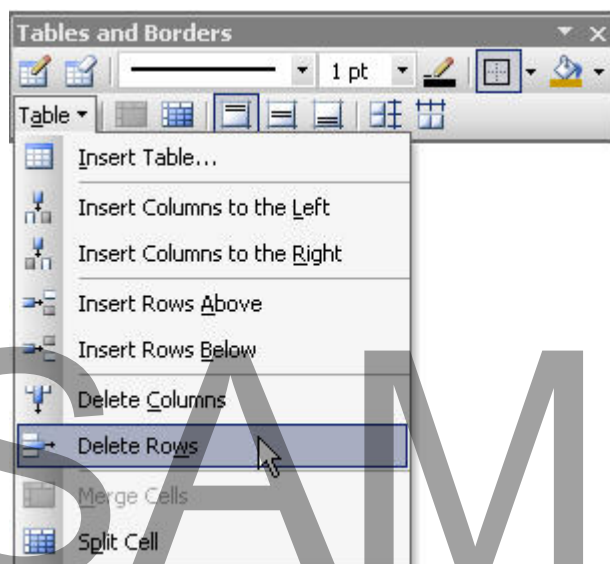 Tables and Borders
1 pt
Table
Insert Table...
Insert Columns to the Left
Insert Columns to the Right
Insert Rows Above
Insert Rows Below
Delete Columns
Delete Rows
Merge Cells
Split Cell
SAM